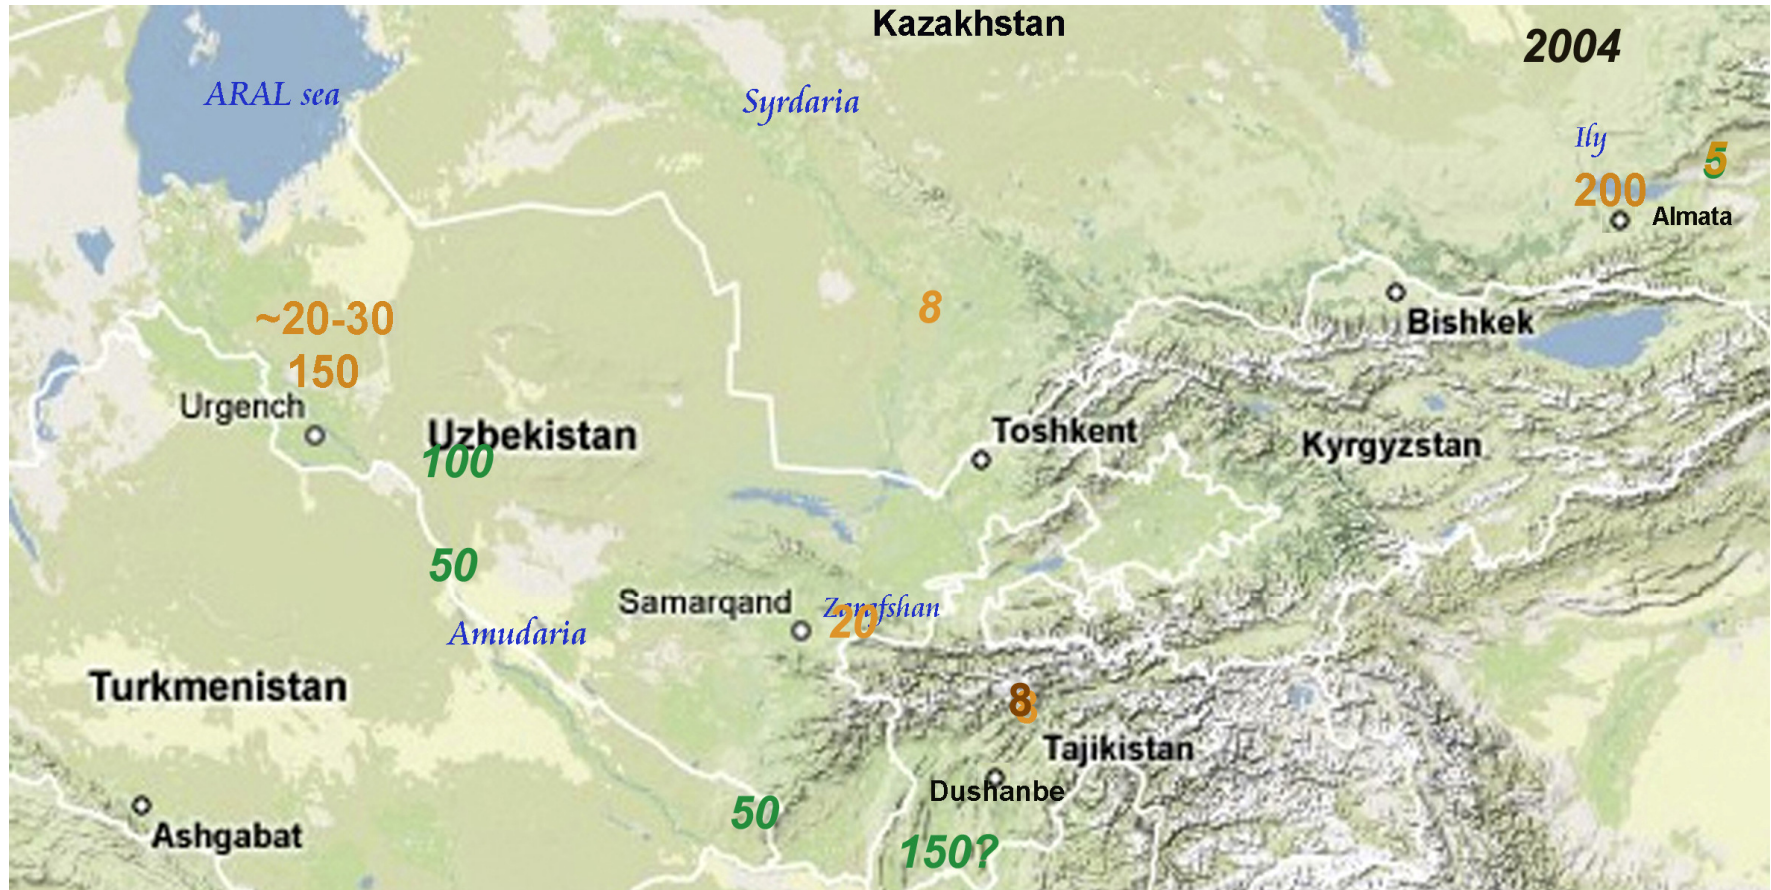 Kazakhstan
2004
ARAL sea
Syrdaria
Ily
5
200
Almata
~20-30
8
150
Bishkek
Urgench
Uzbekistan
Toshkent
Kyrgyzstan
100
50
Samarqand
Zarafshan
20
Amudaria
Turkmenistan
8
8
Tajikistan
Dushanbe
50
Ashgabat
150?